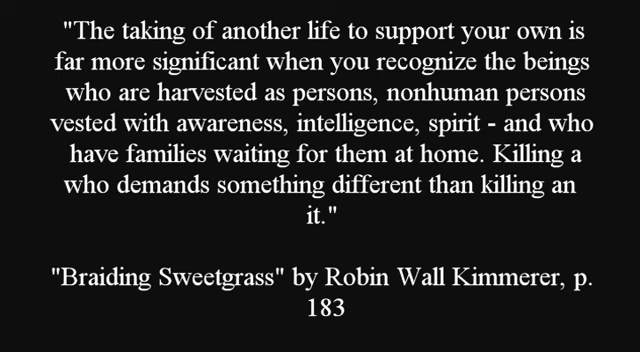 "The taking of another life to support your own is
far more significant when you recognize the beings
who are harvested as persons, nonhuman persons
vested with awareness, intelligence, spirit - and who
have families waiting for them at home. Killing a
who demands something different than killing an
it."
"Braiding Sweetgrass" by Robin Wall Kimmerer, p.
183